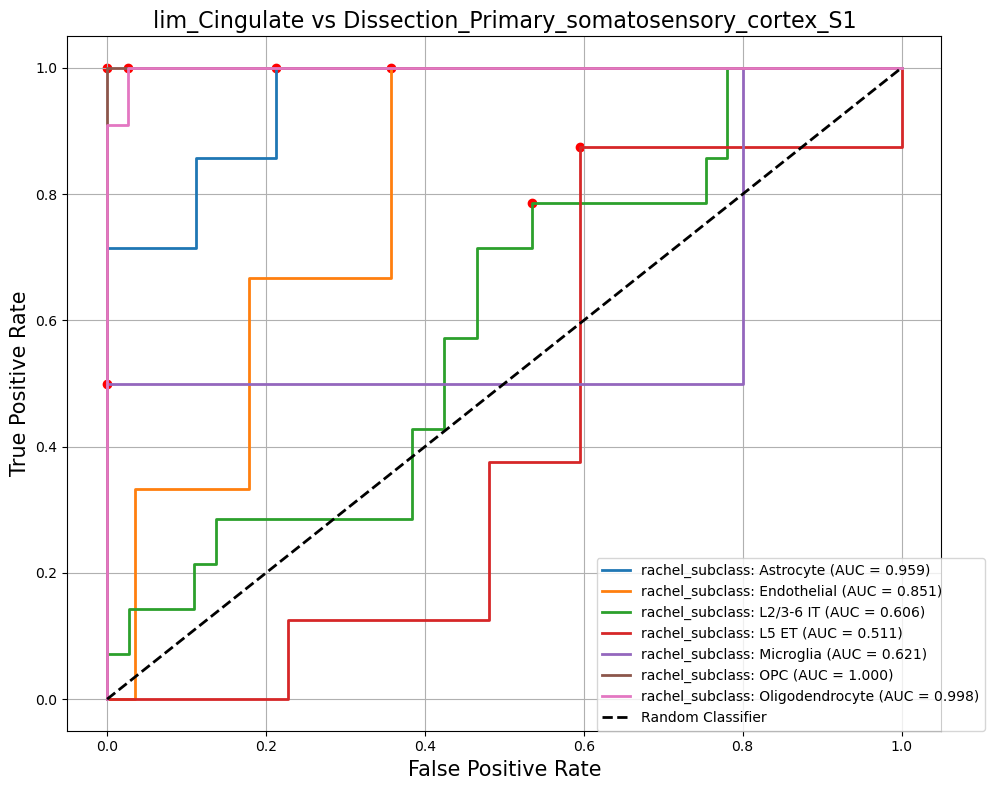 lim_Cingulate vs Dissection_Primary_somatosensory_cortex_S1
True Positive Rate
1.0
0.8
0.6
0.4
0.2
0.0
rachel_subclass: Astrocyte (AUC = 0.959)
rachel_subclass: Endothelial (AUC = 0.851)
rachel_subclass: L2/3-6 IT (AUC = 0.606)
rachel_subclass: L5 ET (AUC = 0.511)
rachel_subclass: Microglia (AUC = 0.621)
rachel_subclass: OPC (AUC = 1.000)
rachel_subclass: Oligodendrocyte (AUC = 0.998)
Random Classifier
0.0 0.2 0.4 0.6 0.8 1.0
False Positive Rate